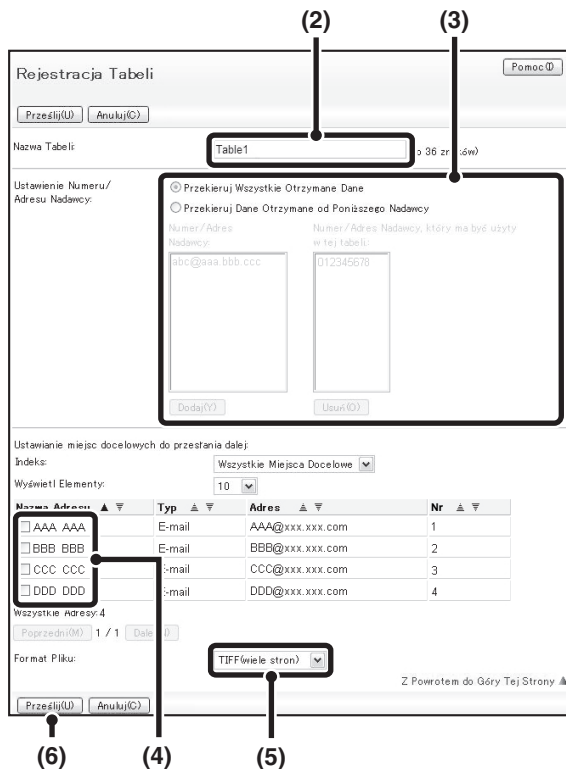 (2) (3)
Rejestracja Tabeli Pomoc(I)
Prześlij(U) Anuluj(C)
Nazwa Tabeli: Table1 36
Ustawienie Numeru/ Przekieruj Wszystkie Otrzymane Dane
Adresu Nadawcy: Przekieruj Dane Otrzymane od Poniższego Nadawcy
Numer/Adres Numer/Adres Nadawcy, który ma być użyty
Nadawcy: w tej tabeli:
abc@aaa.bbb.ccc 012345678
Dodaj(Y) Usuń(O)
Ustawianie miejsc docelowych do przesłania dalej:
Indeks: Wszystkie Miejsca Docelowe
Wyświetl Elementy: 10
Nazwa Adresu ▲ ▼ Typ ▲ ▼ Adres ▲ ▼ Nr ▲ ▼
AAA AAA E-mail AAA@xxx.xxx.com 1
BBB BBB E-mail BBB@xxx.xxx.com 2
CCC CCC E-mail CCC@xxx.xxx.com 3
DDD DDD E-mail DDD@xxx.xxx.com 4
Wszystkie Adresy: 4
Poprzedni(M) 1 / 1
Format Pliku: TIFF(wiele stron)
Z Powrotem do Góry Tej Strony ▲
Prześlij(U) Anuluj(C)
(6) (4) (5)